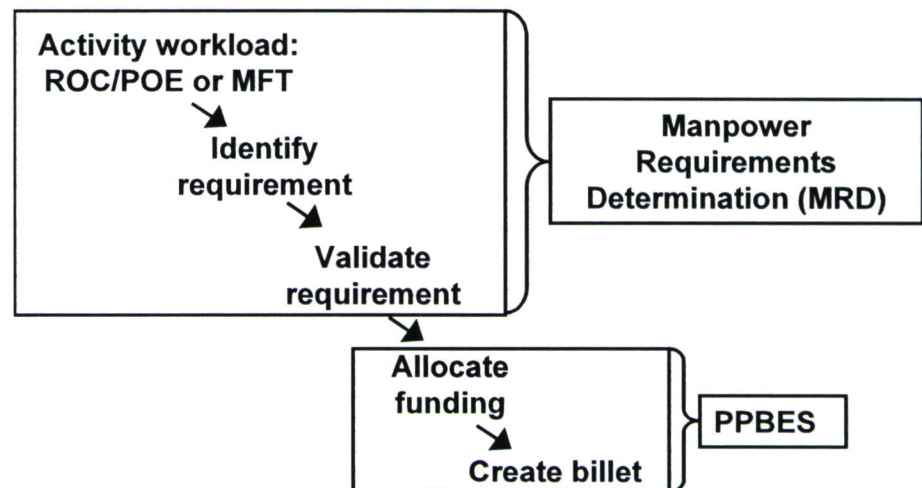 Activity workload:
ROC/POE or MFT
Identify
requirement
Validate
requirement
Manpower
Requirements
Determination (MRD)
Allocate
funding
Create billet
PPBES